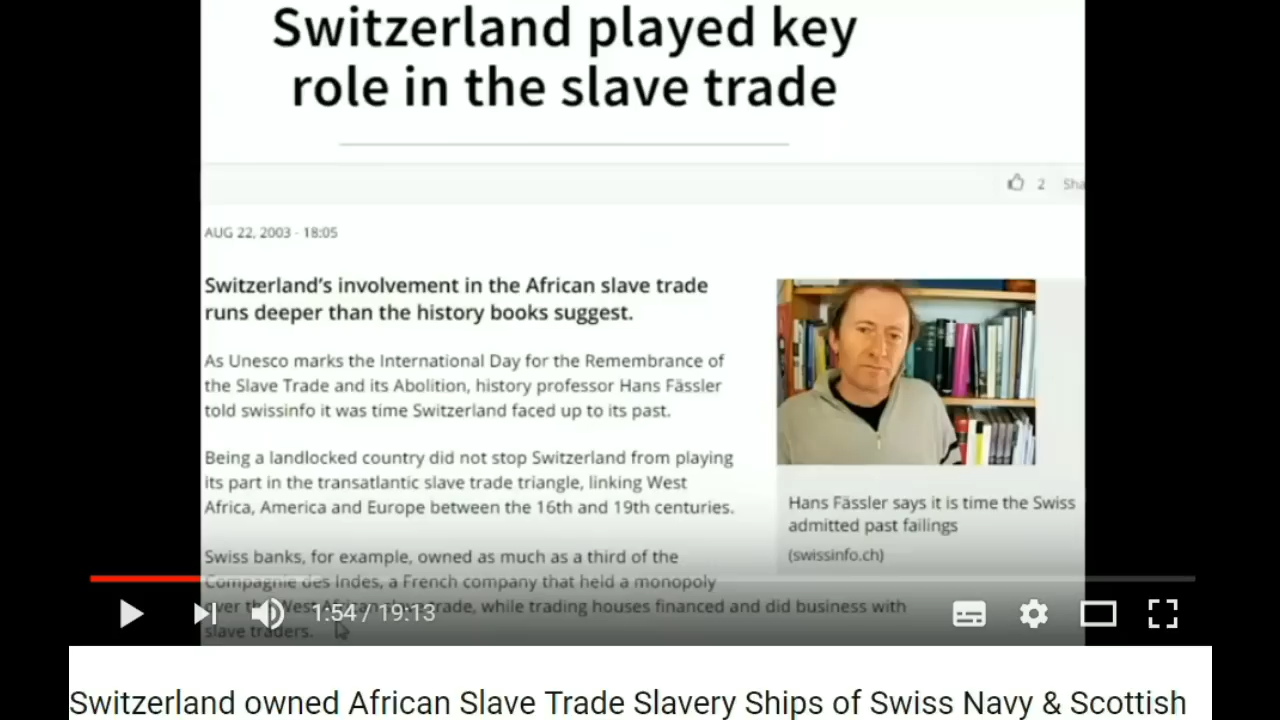 Switzerland played key
role in the slave trade
2 Sha
AUG 22, 2003 - 18:05
Switzerland's involvement in the African slave trade
runs deeper than the history books suggest.
As Unesco marks the International Day for the Remembrance of
the Slave Trade and its Abolition, history professor Hans Fässler
told swissinfo it was time Switzerland faced up to its past.
Being a landlocked country did not stop Switzerland from playing
its part in the transatlantic slave trade triangle, linking West
Africa, America and Europe between the 16th and 19th centuries.
Hans Fässler says it is time the Swiss
admitted past failings
(swissinfo.ch)
Swiss banks, for example, owned as much as a third of the
Compagnie des Indes, a French company that held a monopoly
over the West African slave trade, while trading houses financed and did business with
slave traders.
1:54 / 19:13
Switzerland owned African Slave Trade Slavery Ships of Swiss Navy & Scottish